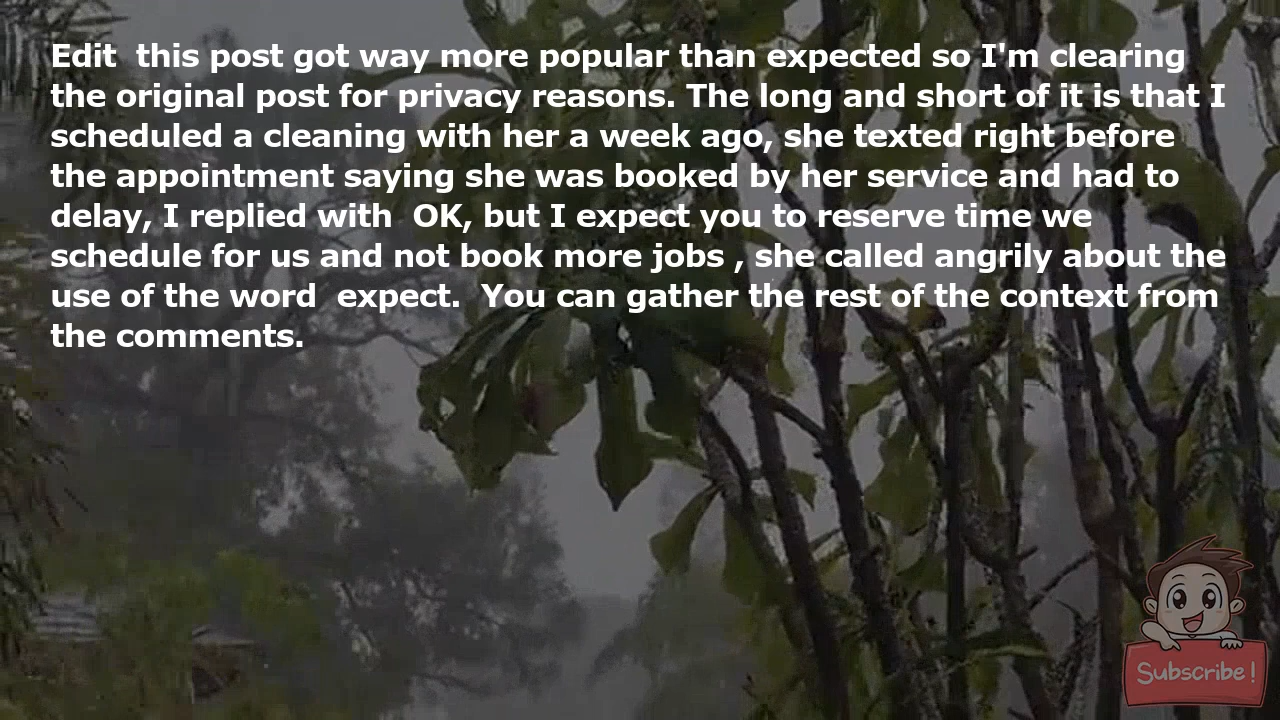 Edit  this post got way more popular than expected so I'm clearing
the original post for privacy reasons. The long and short of it is that I
scheduled a cleaning with her a week ago, she texted right before
the appointment saying she was booked by her service and had to
delay, I replied with  OK, but I expect you to reserve time we
schedule for us and not book more jobs , she called angrily about the
use of the word  expect.  You can gather the rest of the context from
the comments.
Subscribe!